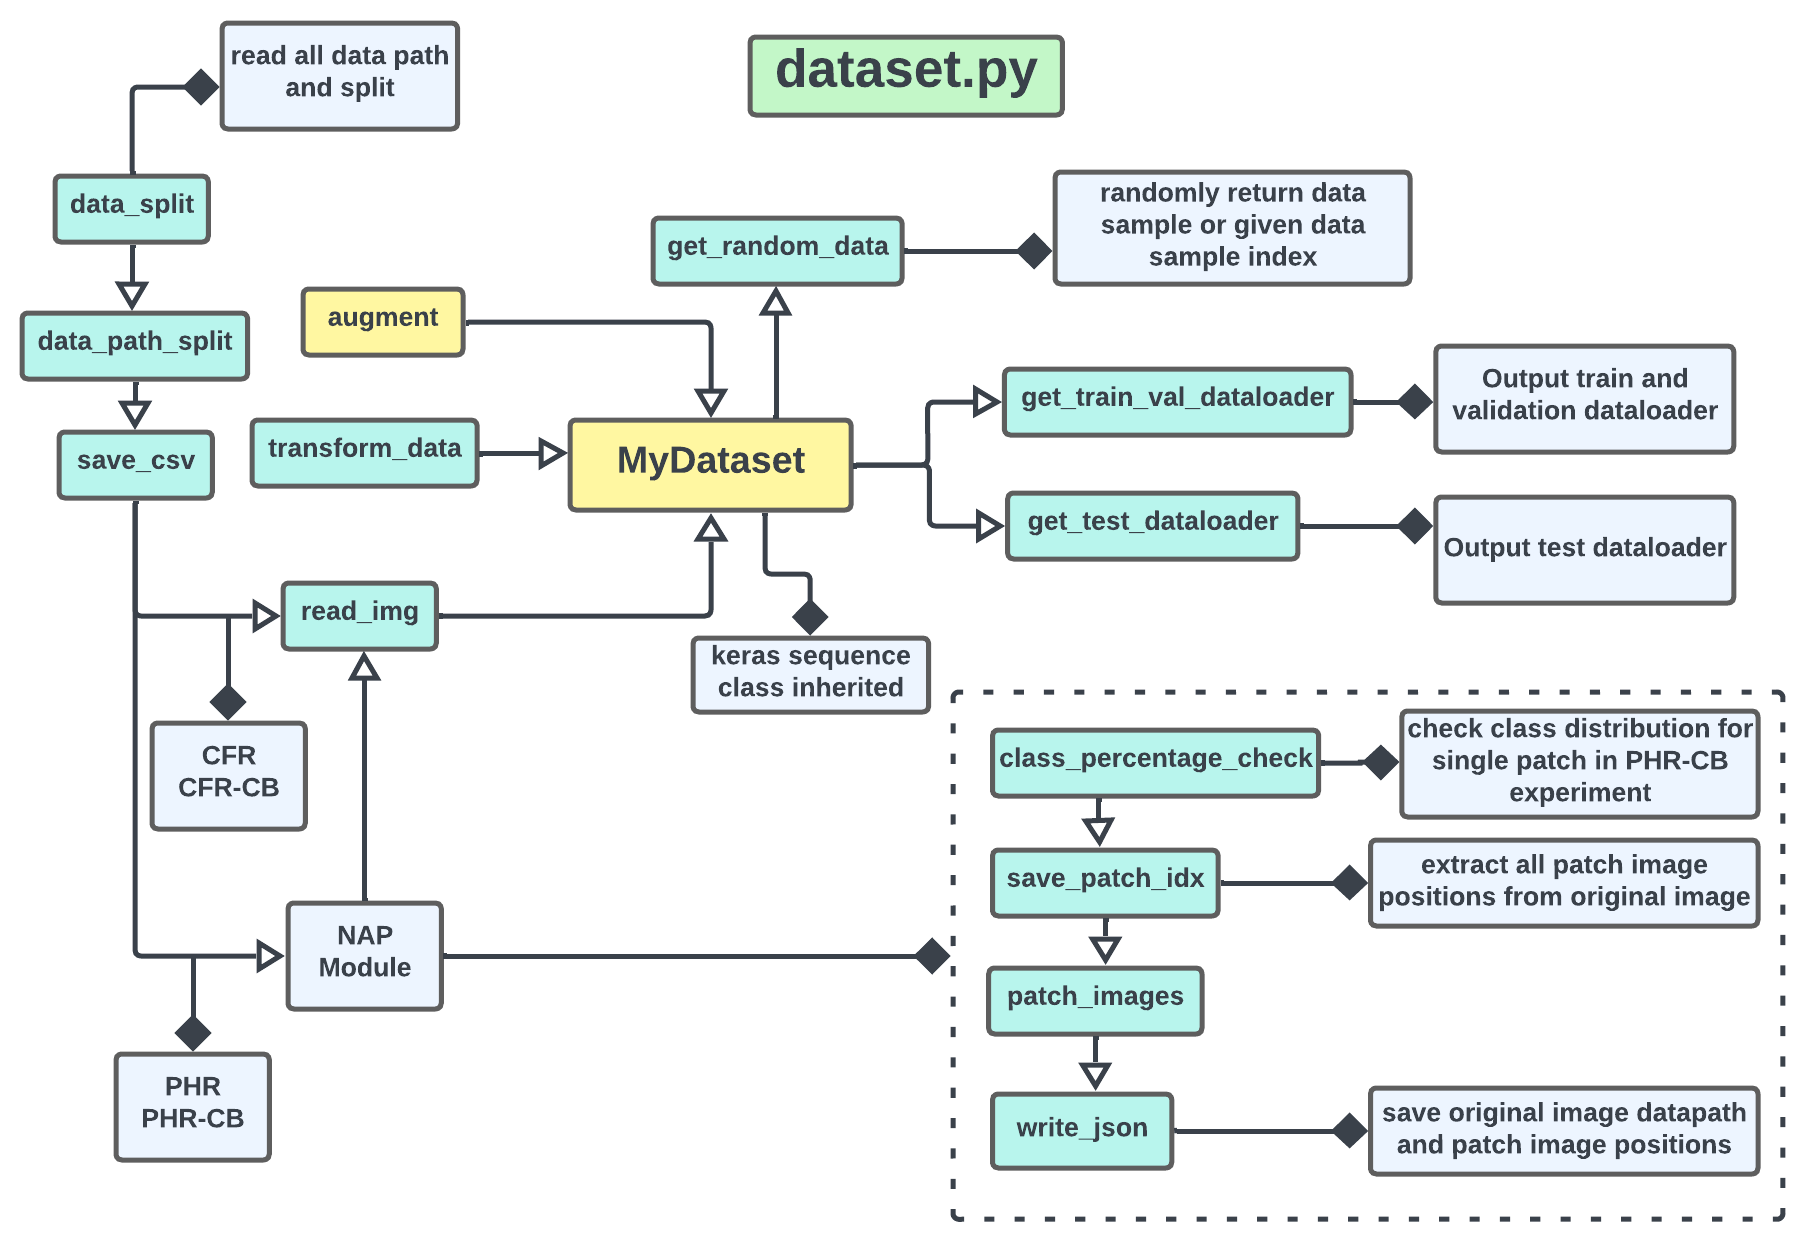 read all data path
and split
dataset.py
data_split
randomly return data
sample or given data
sample index
get_random_data
augment
data_path_split
get_train_val_dataloader
Output train and
validation dataloader
save_csv
transform_data
MyDataset
get_test_dataloader
Output test dataloader
read_img
keras sequence
class inherited
CFR
CFR-CB
class_percentage_check
check class distribution for
single patch in PHR-CB
experiment
save_patch_idx
extract all patch image
positions from original image
NAP
Module
patch_images
PHR
PHR-CB
write_json
save original image datapath
and patch image positions